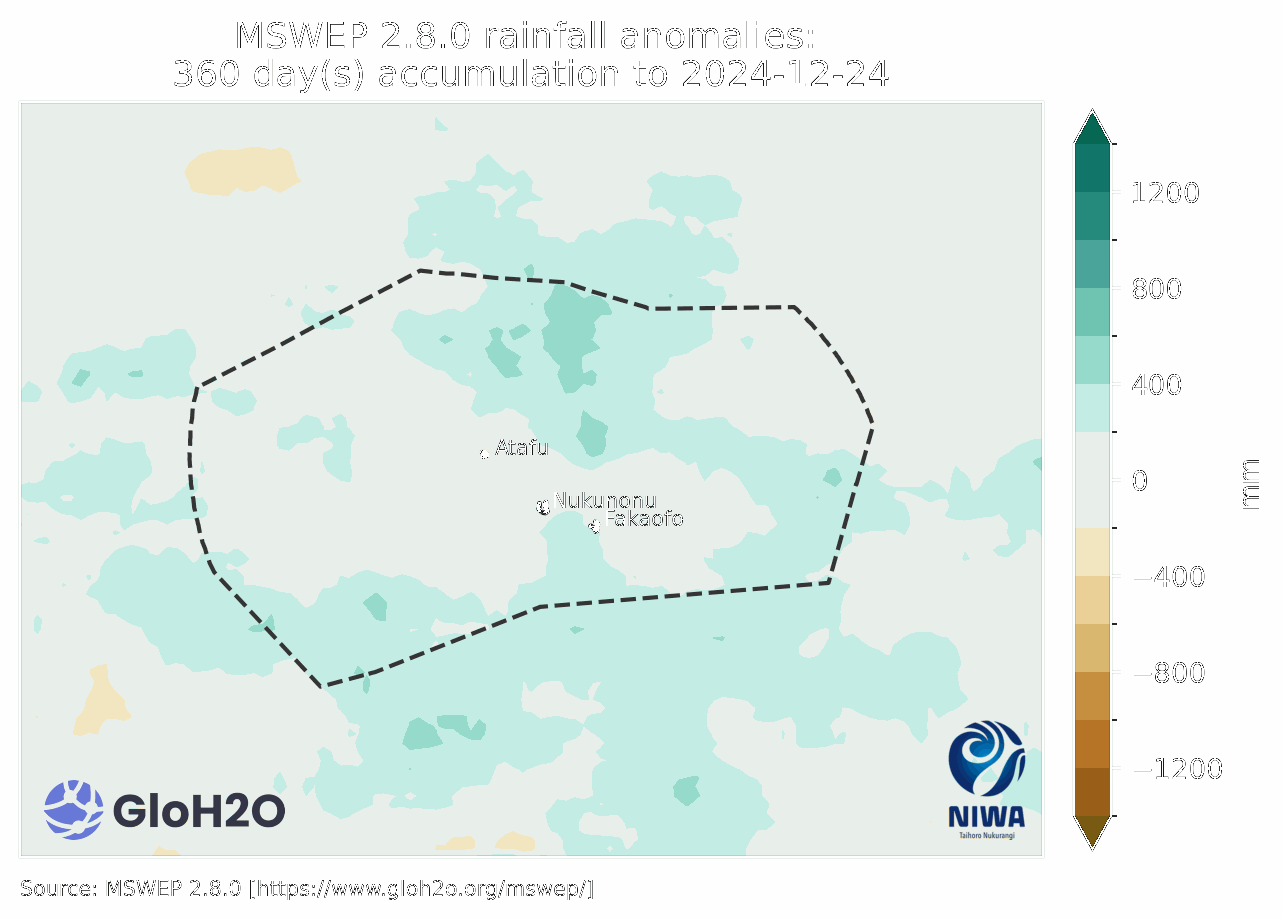 MSWEP 2.8.0 rainfall anomalies:
360 day(s) accumulation to 2024-12-24
1200
800
400
0
−400
−800
−1200
mm
Atafu
Nukunonu
Fakaofo
GloH2O
NIWA
Taihoro Nukurangi
Source: MSWEP 2.8.0 [https://www.gloh2o.org/mswep/]